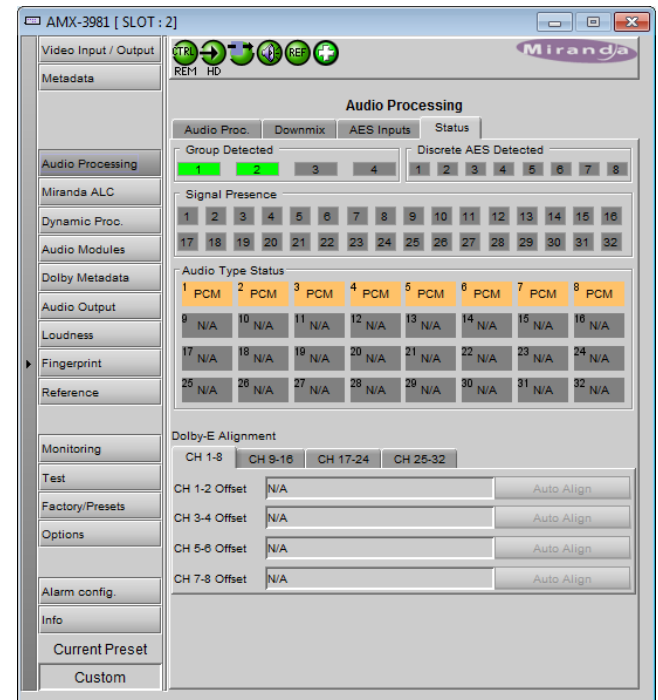 AMX-3981 [ SLOT : 2]
Video Input / Output
Metadata
Audio Processing
Miranda ALC
Dynamic Proc.
Audio Modules
Dolby Metadata
Audio Output
Loudness
Fingerprint
Reference
Monitoring
Test
Factory/Presets
Options
Alarm config.
Info
Current Preset
Custom
CTRL REF
REM HD
Miranda
Audio Processing
Audio Proc. Downmix AES Inputs Status
Group Detected
1 2 3 4
Discrete AES Detected
1 2 3 4 5 6 7 8
Signal Presence
1 2 3 4 5 6 7 8 9 10 11 12 13 14 15 16
17 18 19 20 21 22 23 24 25 26 27 28 29 30 31 32
Audio Type Status
1 PCM 2 PCM 3 PCM 4 PCM 5 PCM 6 PCM 7 PCM 8 PCM
9 N/A 10 N/A 11 N/A 12 N/A 13 N/A 14 N/A 15 N/A 16 N/A
17 N/A 18 N/A 19 N/A 20 N/A 21 N/A 22 N/A 23 N/A 24 N/A
25 N/A 26 N/A 27 N/A 28 N/A 29 N/A 30 N/A 31 N/A 32 N/A
Dolby-E Alignment
CH 1-8 CH 9-16 CH 17-24 CH 25-32
CH 1-2 Offset N/A Auto Align
CH 3-4 Offset N/A Auto Align
CH 5-6 Offset N/A Auto Align
CH 7-8 Offset N/A Auto Align